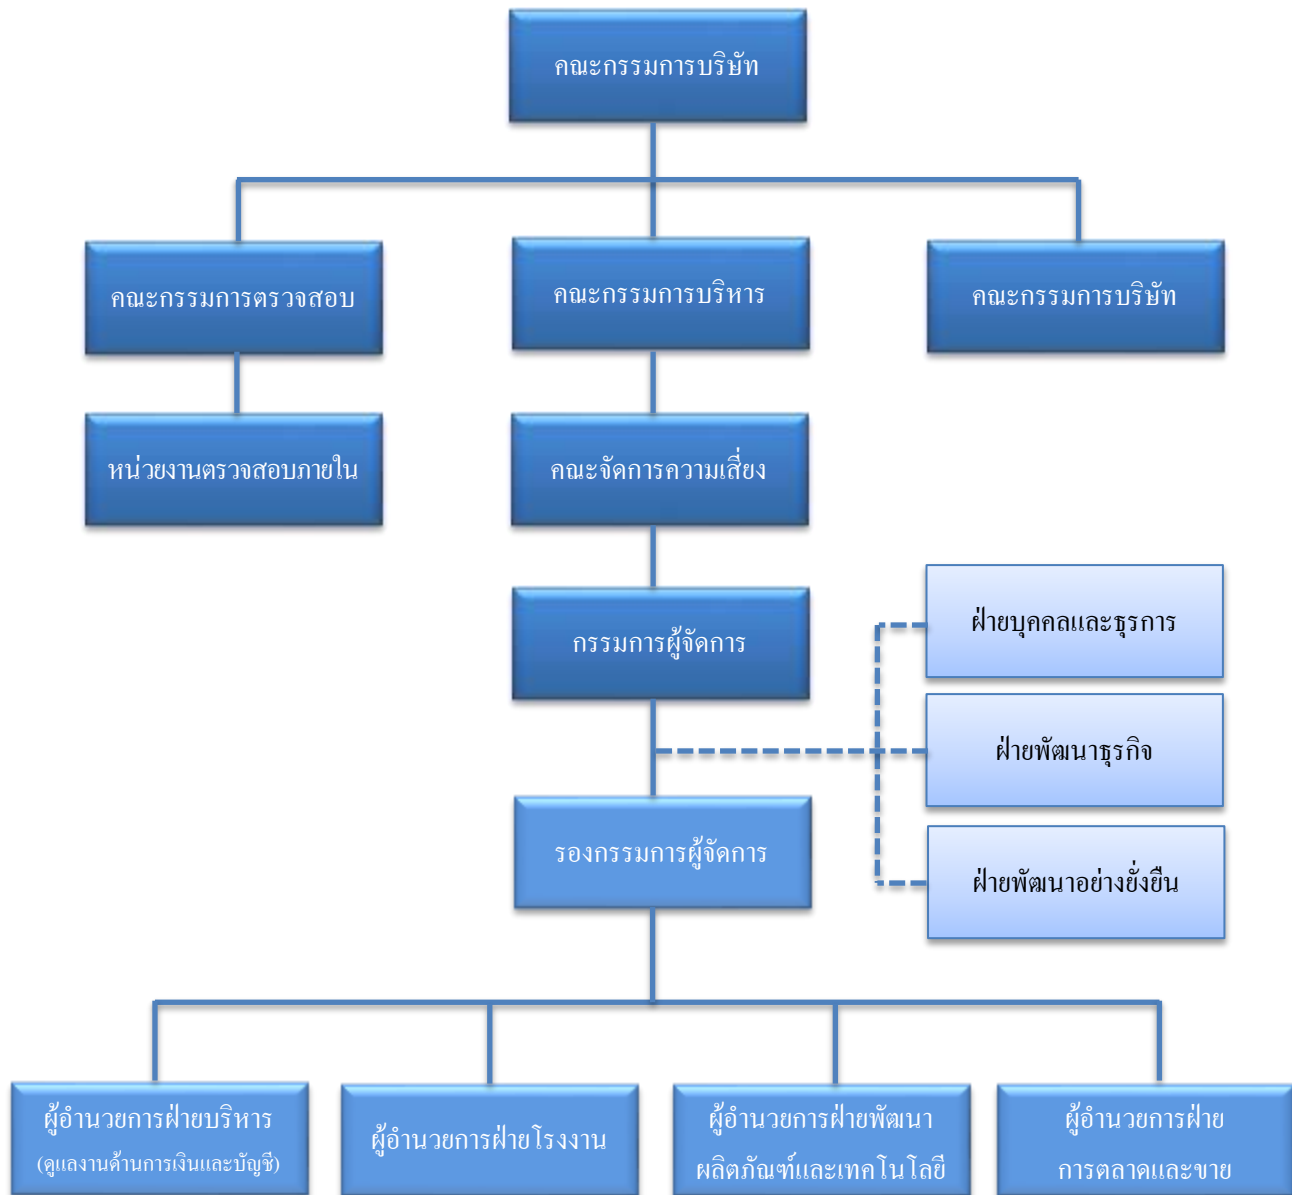 คณะกรรมการบริษัท
คณะกรรมการตรวจสอบ
คณะกรรมการบริหาร
คณะกรรมการบริษัท
หน่วยงานตรวจสอบภายใน
คณะจัดการความเสี่ยง
กรรมการผู้จัดการ
ฝ่ายบุคคลและธุรการ
ฝ่ายพัฒนาธุรกิจ
รองกรรมการผู้จัดการ
ฝ่ายพัฒนาอย่างยั่งยืน
ผู้อำนวยการฝ่ายบริหาร
(ดูแลงานด้านการเงินและบัญชี)
ผู้อำนวยการฝ่ายโรงงาน
ผู้อำนวยการฝ่ายพัฒนา
ผลิตภัณฑ์และเทคโนโลยี
ผู้อำนวยการฝ่าย
การตลาดและขาย